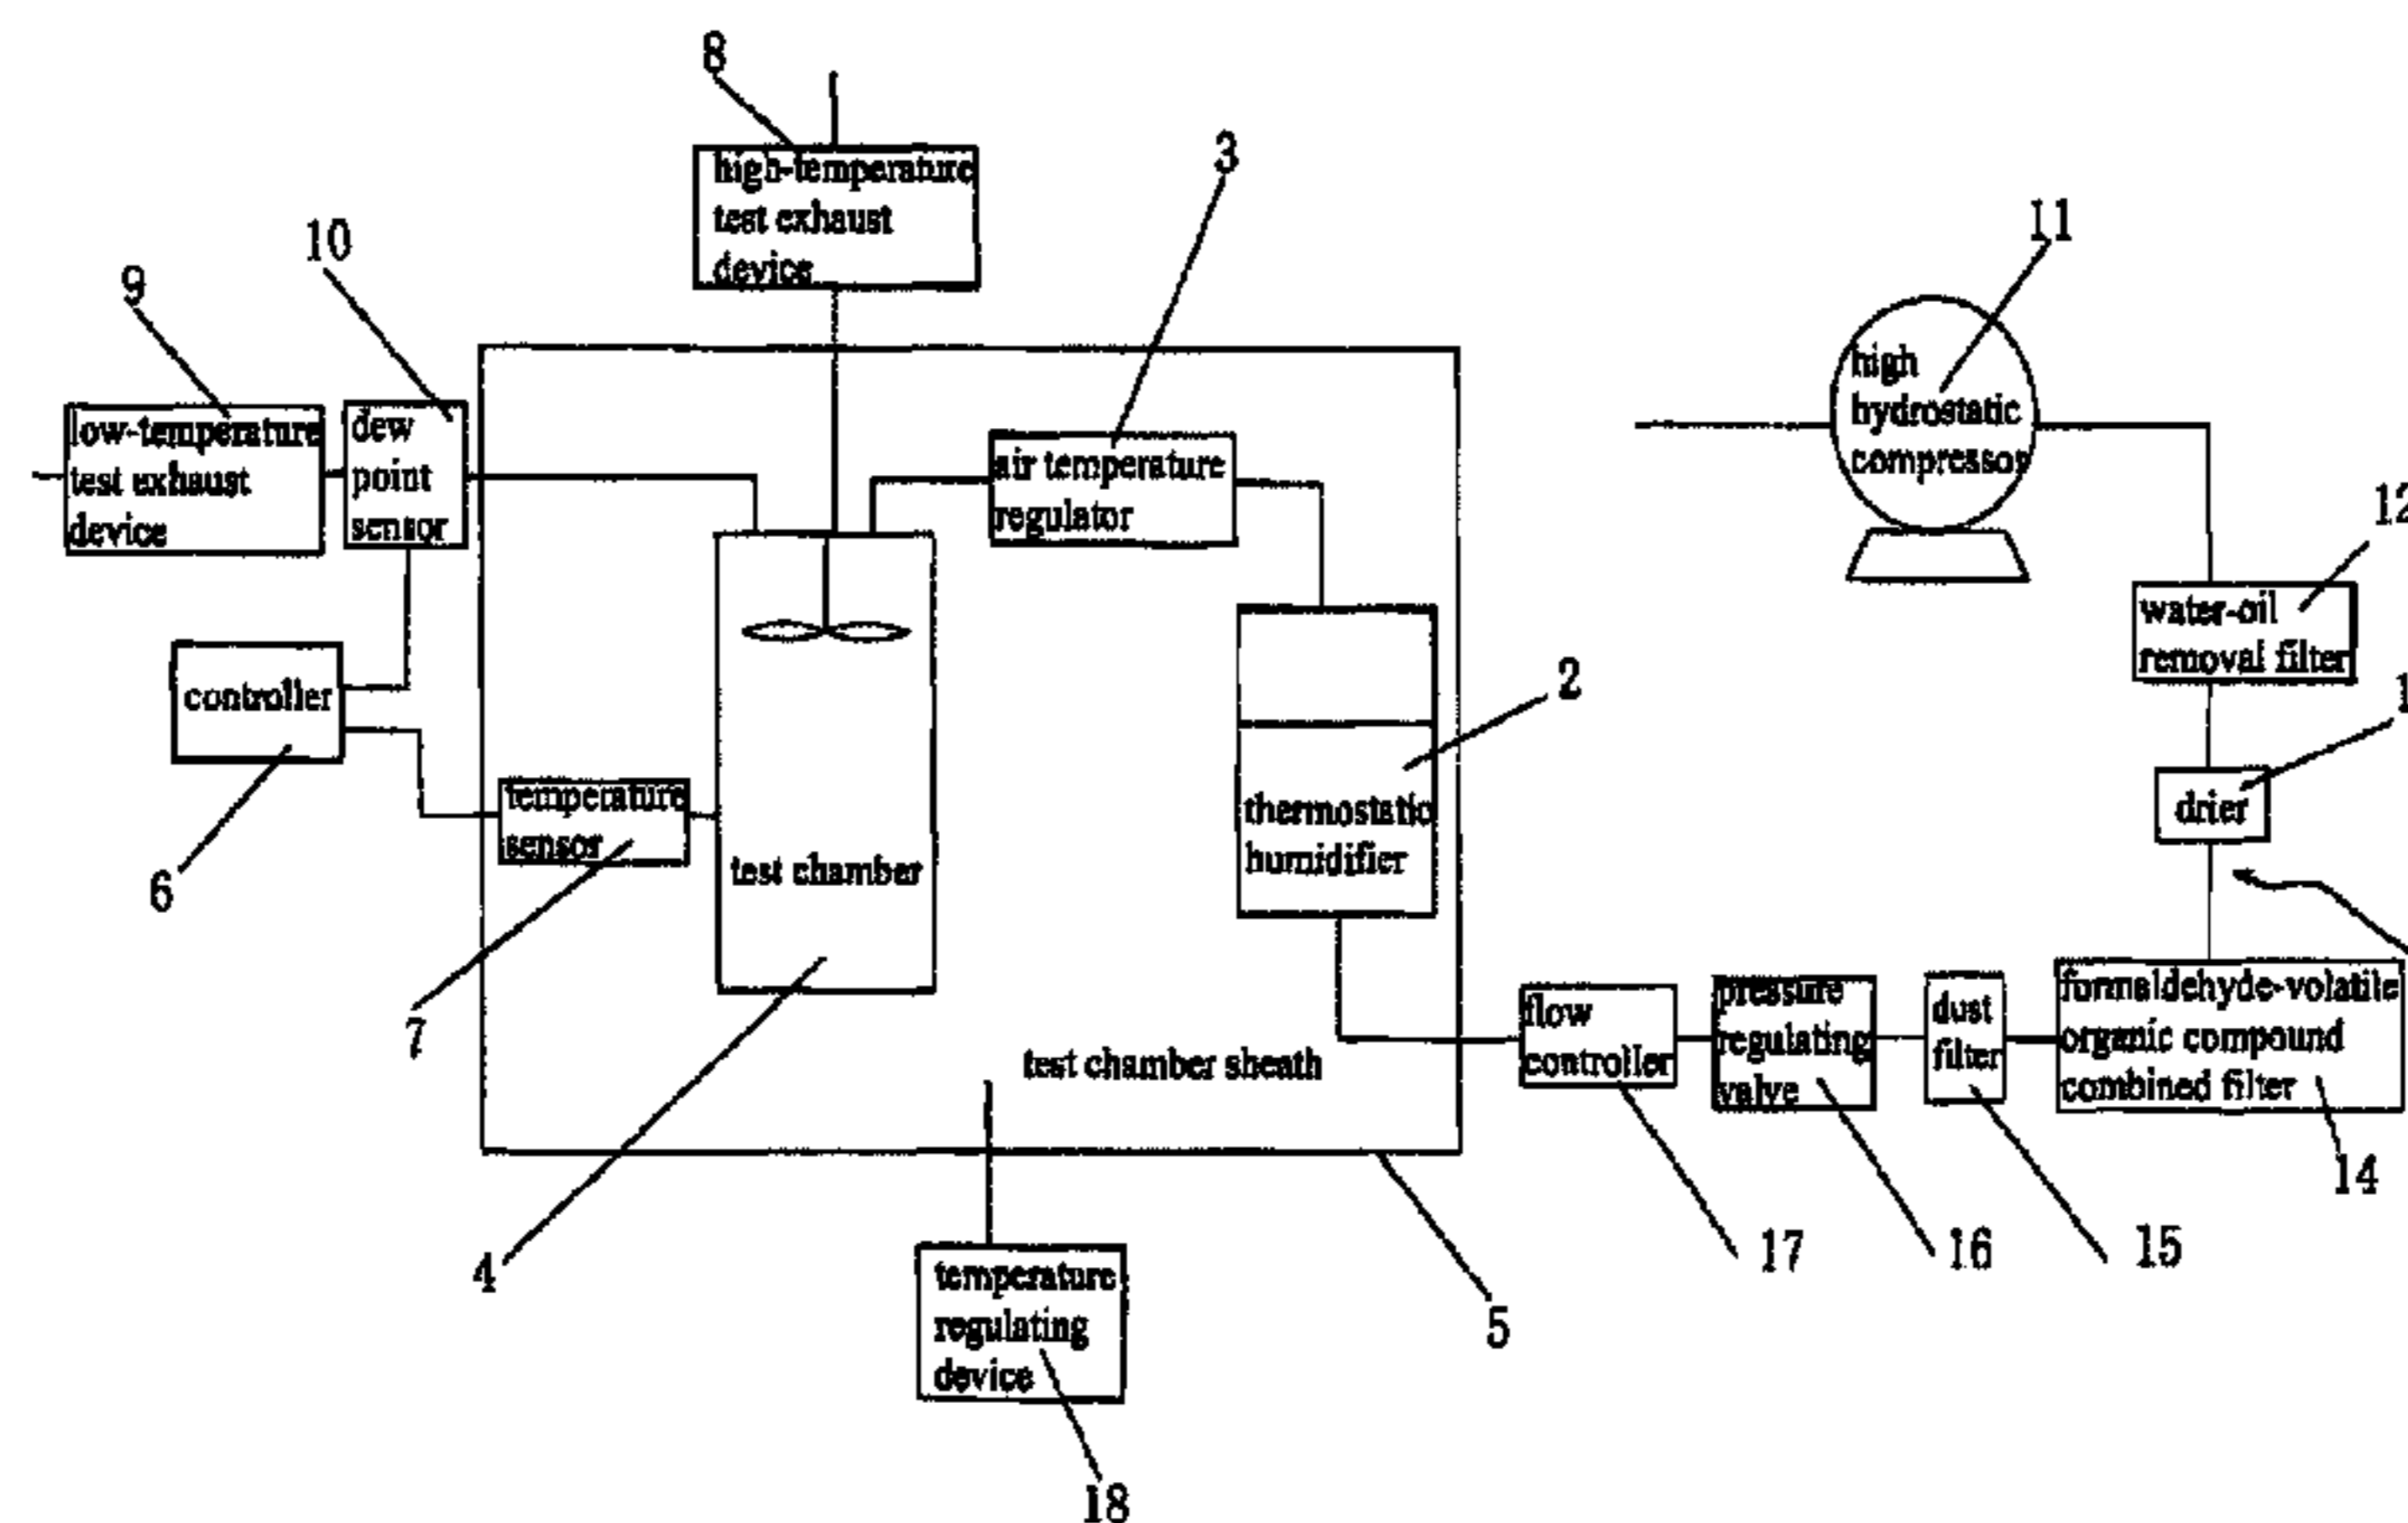 8
high-temperature
test exhaust
device
3
10
9
11
low-temperature
test exhaust
device
dew
point
sensor
air temperature
regulator
high
hydrostatic
compressor
12
water-oil
removal filter
controller
2
1
temperature
sensor
thermostatic
humidifier
drier
test chamber
6
7
flow
controller
pressure
regulating
valve
dust
filter
formaldehyde-volatile
organic compound
combined filter
test chamber sheath
14
4
17
16
15
5
temperature
regulating
device
18